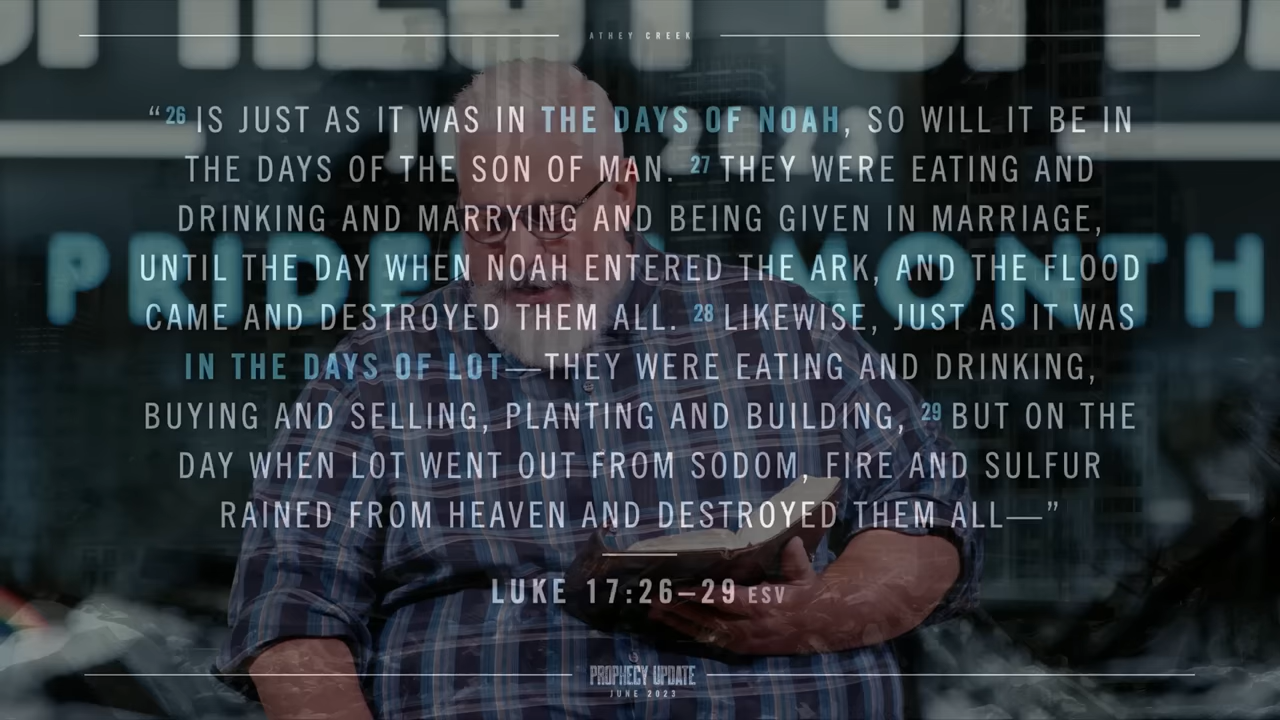 ATHEY CREEK
“26 IS JUST AS IT WAS IN THE DAYS OF NOAH, SO WILL IT BE IN
THE DAYS OF THE SON OF MAN. 27 THEY WERE EATING AND
DRINKING AND MARRYING AND BEING GIVEN IN MARRIAGE,
UNTIL THE DAY WHEN NOAH ENTERED THE ARK, AND THE FLOOD
CAME AND DESTROYED THEM ALL. 28 LIKEWISE, JUST AS IT WAS
IN THE DAYS OF LOT—THEY WERE EATING AND DRINKING,
BUYING AND SELLING, PLANTING AND BUILDING, 29 BUT ON THE
DAY WHEN LOT WENT OUT FROM SODOM, FIRE AND SULFUR
RAINED FROM HEAVEN AND DESTROYED THEM ALL—”
LUKE 17:26–29 ESV
PRIDE MONTH
PROPHECY UPDATE
JUNE 2023